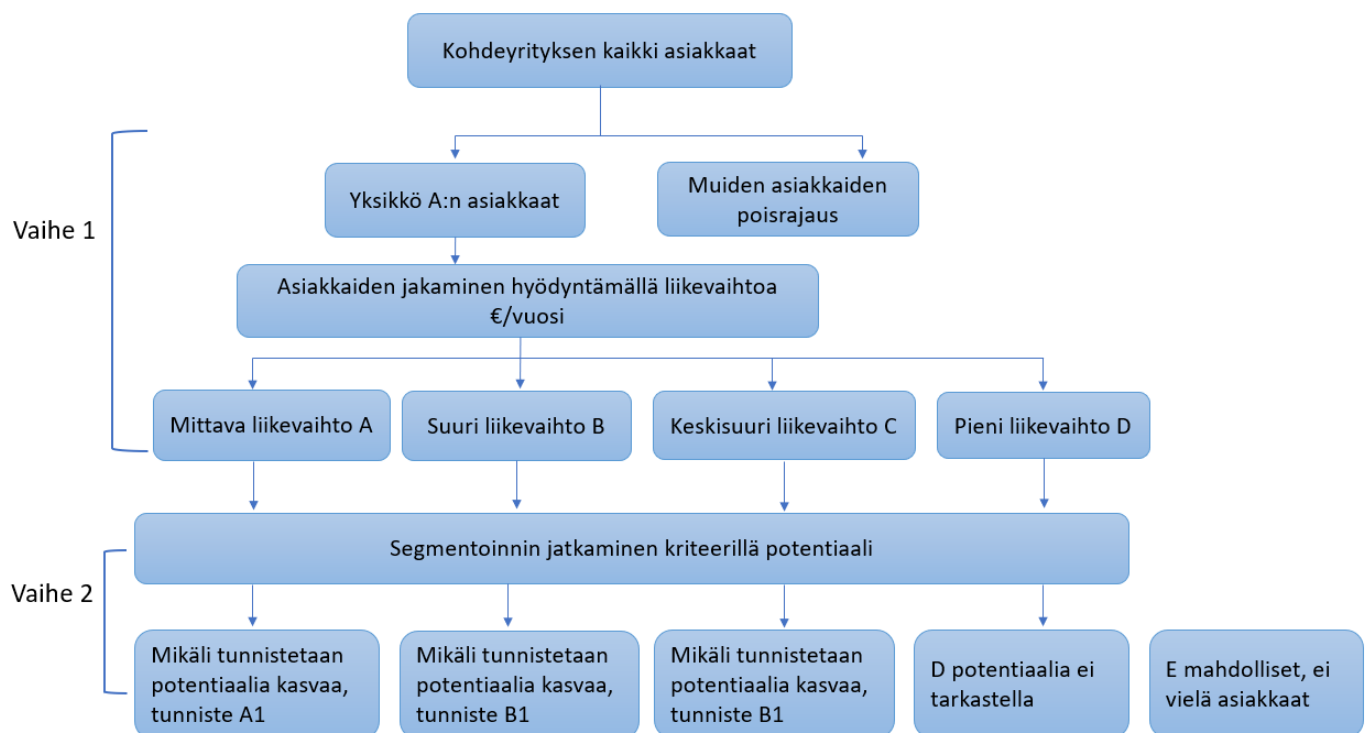 Kohdeyrityksen kaikki asiakkaat
Vaihe 1
Yksikkö A:n asiakkaat
Muiden asiakkaiden
poisrajaus
Asiakkaiden jakaminen hyödyntämällä liikevaihtoa
€/vuosi
Mittava liikevaihto A
Suuri liikevaihto B
Keskisuuri liikevaihto C
Pieni liikevaihto D
Vaihe 2
Segmentoinnin jatkaminen kriteerillä potentiaali
Mikäli tunnistetaan
potentiaalia kasvaa,
tunniste A1
Mikäli tunnistetaan
potentiaalia kasvaa,
tunniste B1
Mikäli tunnistetaan
potentiaalia kasvaa,
tunniste B1
D potentiaalia ei
tarkastella
E mahdolliset, ei
vielä asiakkaat